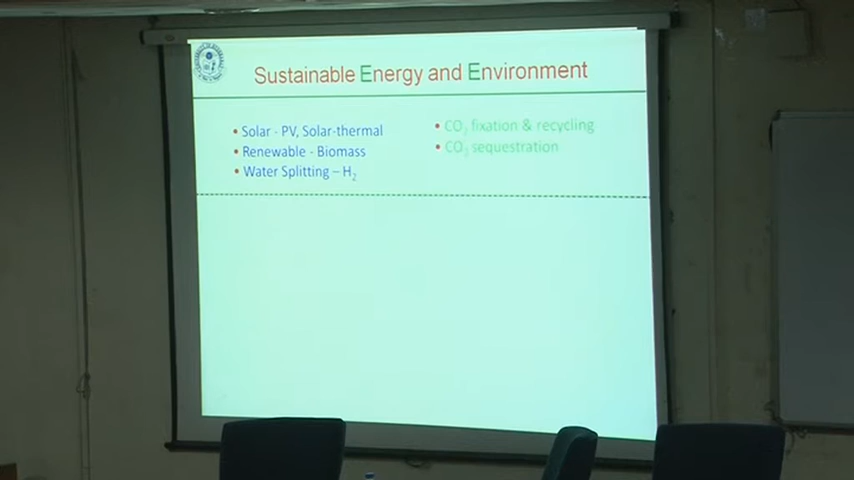 Sustainable Energy and Environment
• Solar - PV, Solar-thermal
• Renewable - Biomass
• Water Splitting – H₂
• CO₂ fixation & recycling
• CO₂ sequestration